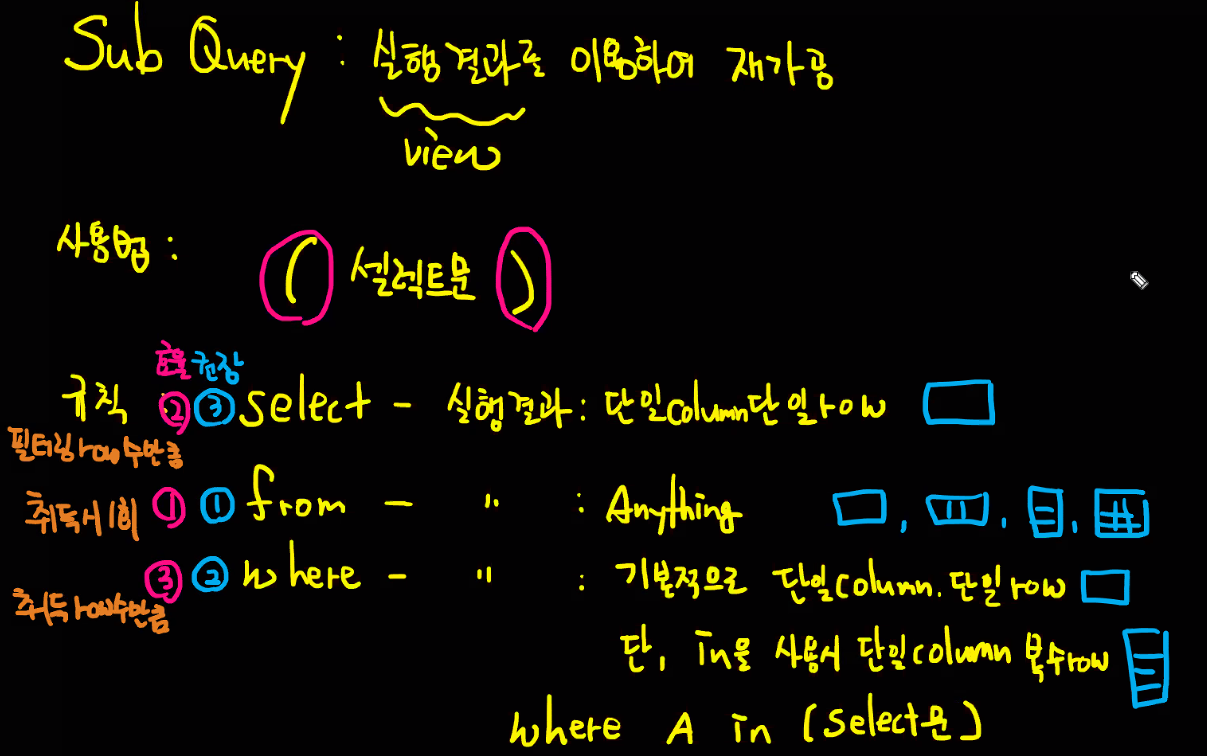 Sub Query : 실행결과를 이용하여 재가공
view
사용법 : ( 셀렉트문 )
효율 권장
규칙 : ② ③ select - 실행결과 : 단일column단일row
필터링row수만큼
취득시1회 ① ① from - " : Anything
③ ② where - " : 기본적으로 단일column.단일row
취득row수만큼
단, in을 사용시 단일column 복수row
where A in (select문)